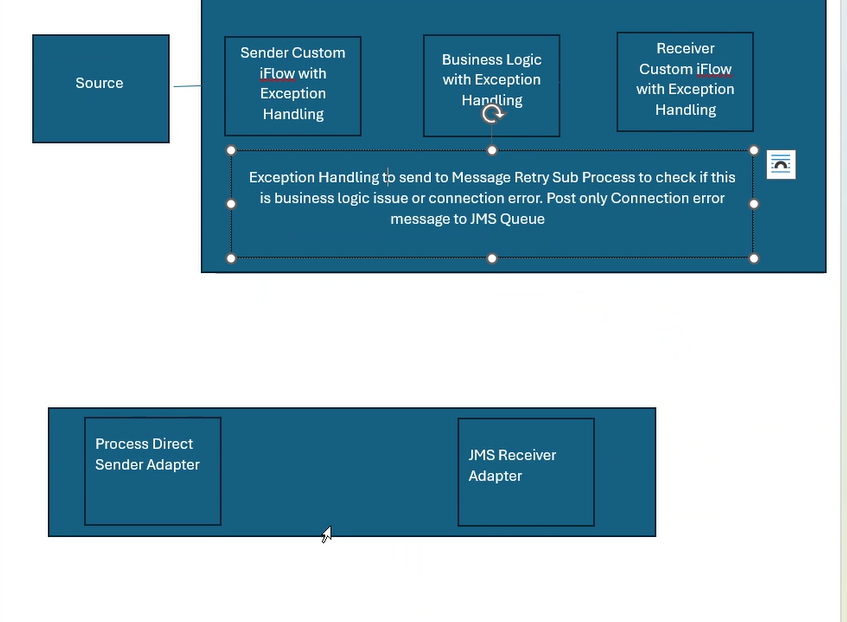 Source
Sender Custom
iFlow with
Exception
Handling
Business Logic
with Exception
Handling
Receiver
Custom iFlow
with Exception
Handling
Exception Handling to send to Message Retry Sub Process to check if this
is business logic issue or connection error. Post only Connection error
message to JMS Queue
Process Direct
Sender Adapter
JMS Receiver
Adapter